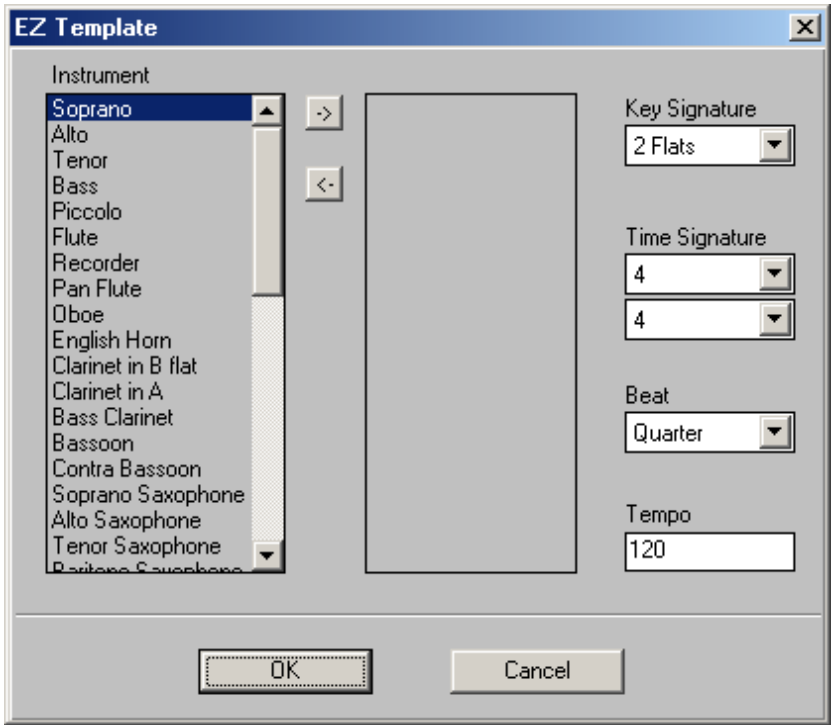 EZ Template
Instrument
Soprano
Alto
Tenor
Bass
Piccolo
Flute
Recorder
Pan Flute
Oboe
English Horn
Clarinet in B flat
Clarinet in A
Bass Clarinet
Bassoon
Contra Bassoon
Soprano Saxophone
Alto Saxophone
Tenor Saxophone
Baritone Saxophone
->
<-
Key Signature
2 Flats
Time Signature
4
4
Beat
Quarter
Tempo
120
OK
Cancel